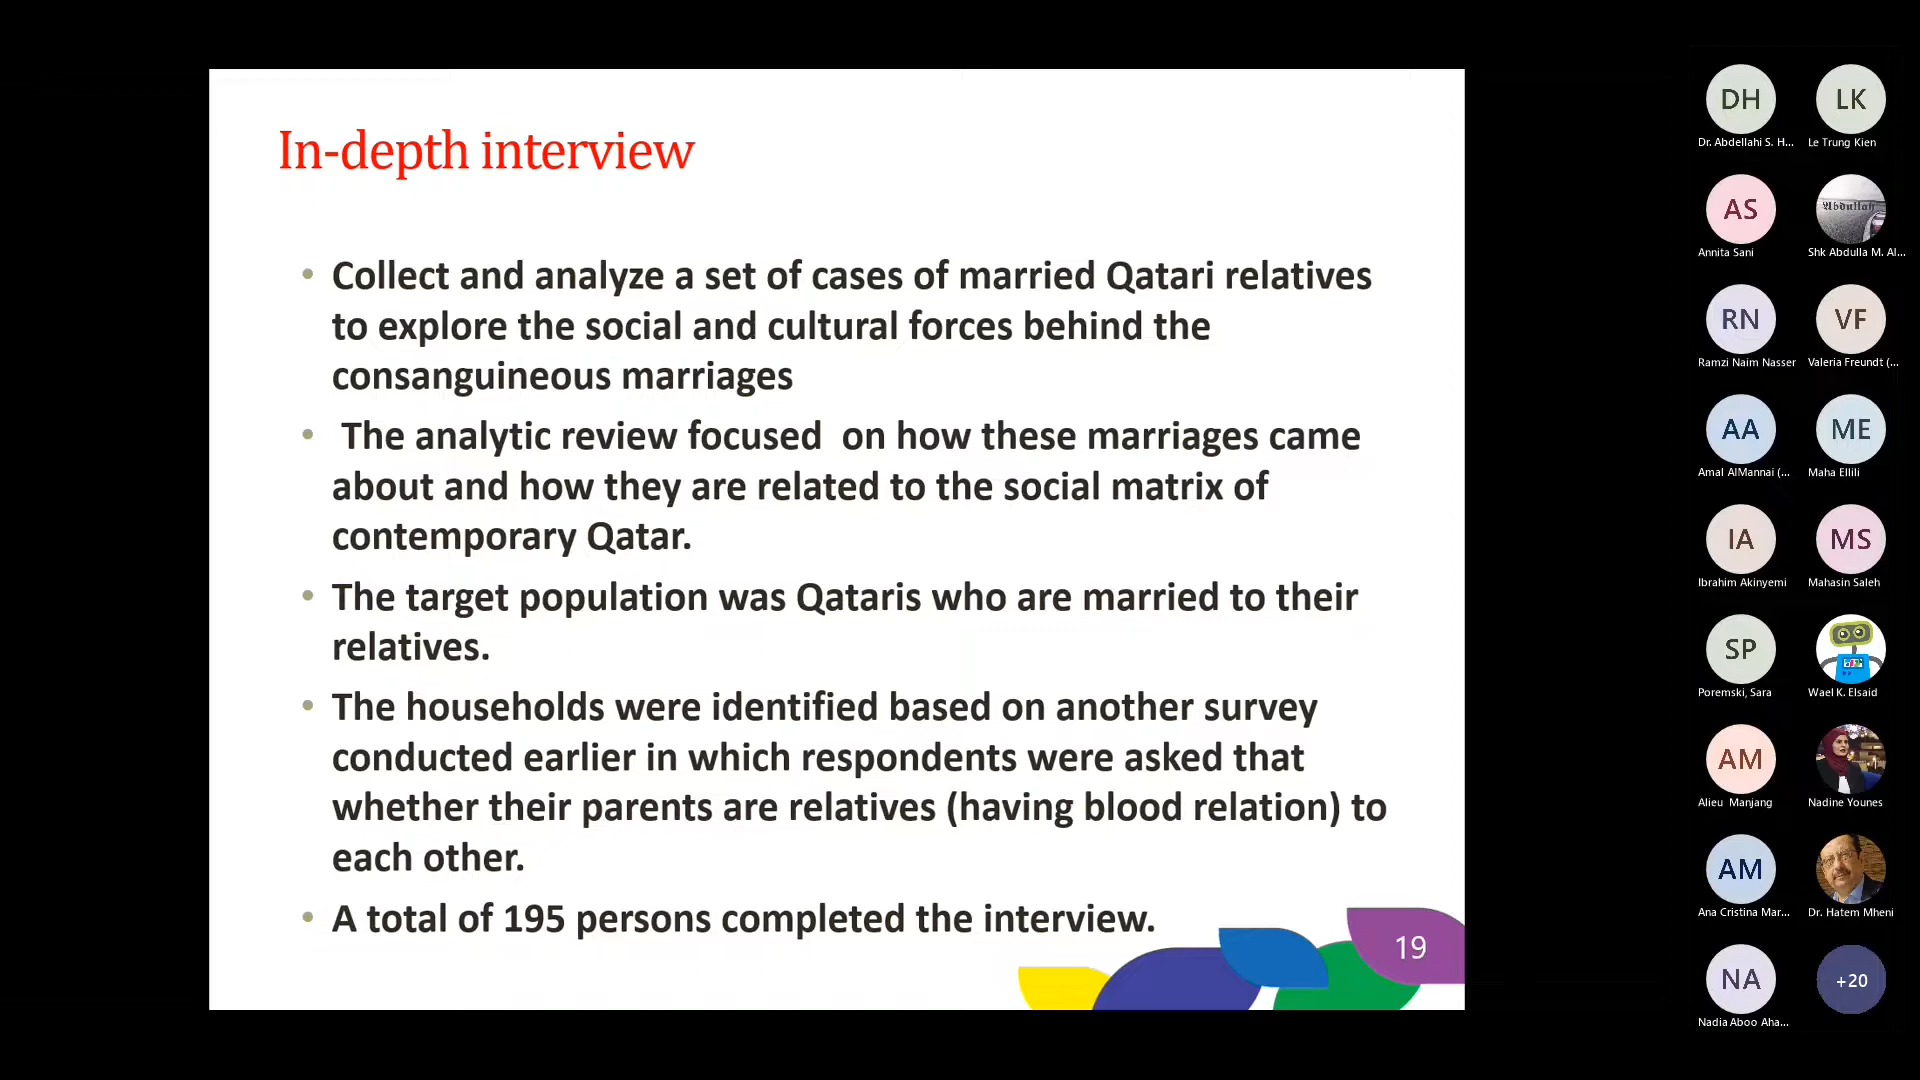 In-depth interview
• Collect and analyze a set of cases of married Qatari relatives
to explore the social and cultural forces behind the
consanguineous marriages
• The analytic review focused on how these marriages came
about and how they are related to the social matrix of
contemporary Qatar.
• The target population was Qataris who are married to their
relatives.
• The households were identified based on another survey
conducted earlier in which respondents were asked that
whether their parents are relatives (having blood relation) to
each other.
• A total of 195 persons completed the interview.
19
DH LK
Dr. Abdellahi S. H... Le Trung Kien
AS Abdullah
Annita Sani Shk Abdulla M. Al...
RN VF
Ramzi Naim Nasser Valeria Freundt (...
AA ME
Amal AlMannai (... Maha Ellili
IA MS
Ibrahim Akinyemi Mahasin Saleh
SP
Poremski, Sara Wael K. Elsaid
AM
Alieu Manjang Nadine Younes
AM
Ana Cristina Mar... Dr. Hatem Mheni
NA +20
Nadia Aboo Aha...